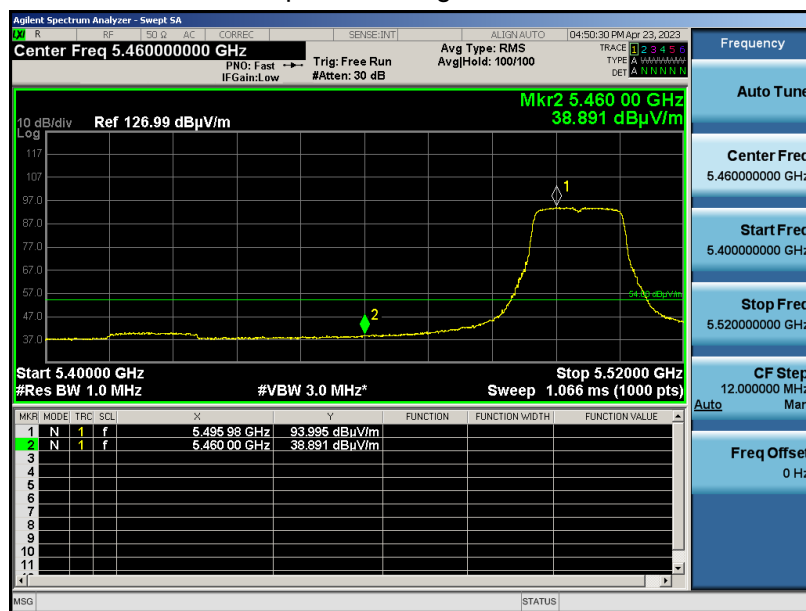 Agilent Spectrum Analyzer - Swept SA
LXI R RF 50 Ω AC CORREC SENSE:INT ALIGN AUTO 04:50:30 PM Apr 23, 2023
Center Freq 5.460000000 GHz
PNO: Fast
IFGain:Low
Trig: Free Run
#Atten: 30 dB
Avg Type: RMS
Avg|Hold: 100/100
TRACE 1 2 3 4 5 6
TYPE A WWWWW
DET A N N N N N
Mkr2 5.460 00 GHz
38.891 dBµV/m
10 dB/div Ref 126.99 dBµV/m
Log
117
107
97.0
87.0
77.0
67.0
57.0
47.0
37.0
1
2
Start 5.40000 GHz Stop 5.52000 GHz
#Res BW 1.0 MHz #VBW 3.0 MHz* Sweep 1.066 ms (1000 pts)
MKR MODE TRC SCL X Y FUNCTION FUNCTION WIDTH FUNCTION VALUE
1 N 1 f 5.495 98 GHz 93.995 dBµV/m
2 N 1 f 5.460 00 GHz 38.891 dBµV/m
3
4
5
6
7
8
9
10
11
MSG STATUS
Frequency
Auto Tune
Center Freq
5.460000000 GHz
Start Freq
5.400000000 GHz
Stop Freq
5.520000000 GHz
CF Step
12.000000 MHz
Auto Man
Freq Offset
0 Hz